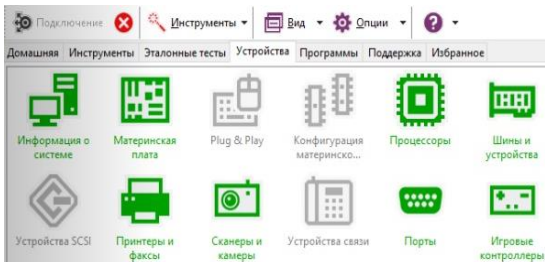 Подключение Инструменты Вид Опции
Домашняя Инструменты Эталонные тесты Устройства Программы Поддержка Избранное
Информация о системе
Материнская плата
Plug & Play
Конфигурация материнско...
Процессоры
Шины и устройства
Устройства SCSI
Принтеры и факсы
Сканеры и камеры
Устройства связи
Порты
Игровые контроллеры